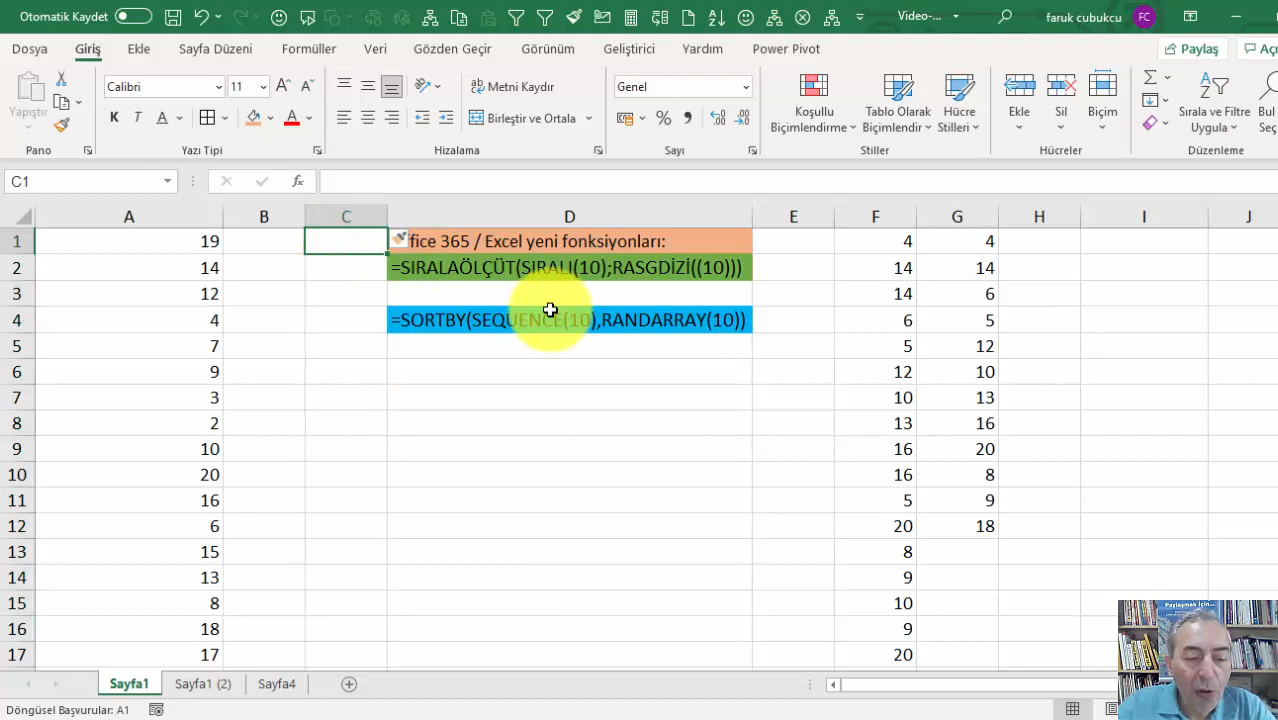 Otomatik Kaydet
Video-...
faruk cubukcu
FC
Dosya
Giriş
Ekle
Sayfa Düzeni
Formüller
Veri
Gözden Geçir
Görünüm
Geliştirici
Yardım
Power Pivot
Paylaş
Yapıştır
Calibri
11
K T A
Metni Kaydır
Birleştir ve Ortala
Genel
Koşullu
Biçimlendirme
Tablo Olarak
Biçimlendir
Hücre
Stilleri
Ekle
Sil
Biçim
Sırala ve Filtre
Uygula
Pano
Yazı Tipi
Hizalama
Sayı
Stiller
Hücreler
Düzenleme
C1
fx
A B C D E F G H I J
1 19 fice 365 / Excel yeni fonksiyonları: 4 4
2 14 =SIRALAÖLÇÜT(SIRALI(10);RASGDİZİ((10))) 14 14
3 12 14 6
4 4 =SORTBY(SEQUENCE(10),RANDARRAY(10)) 6 5
5 7 5 12
6 9 12 10
7 3 10 13
8 2 13 16
9 10 16 20
10 20 16 8
11 16 5 9
12 6 20 18
13 15 8
14 13 9
15 8 10
16 18 9
17 17 20
Paylaşmak İçin...
Sayfa1
Sayfa1 (2)
Sayfa4
Döngüsel Başvurular: A1